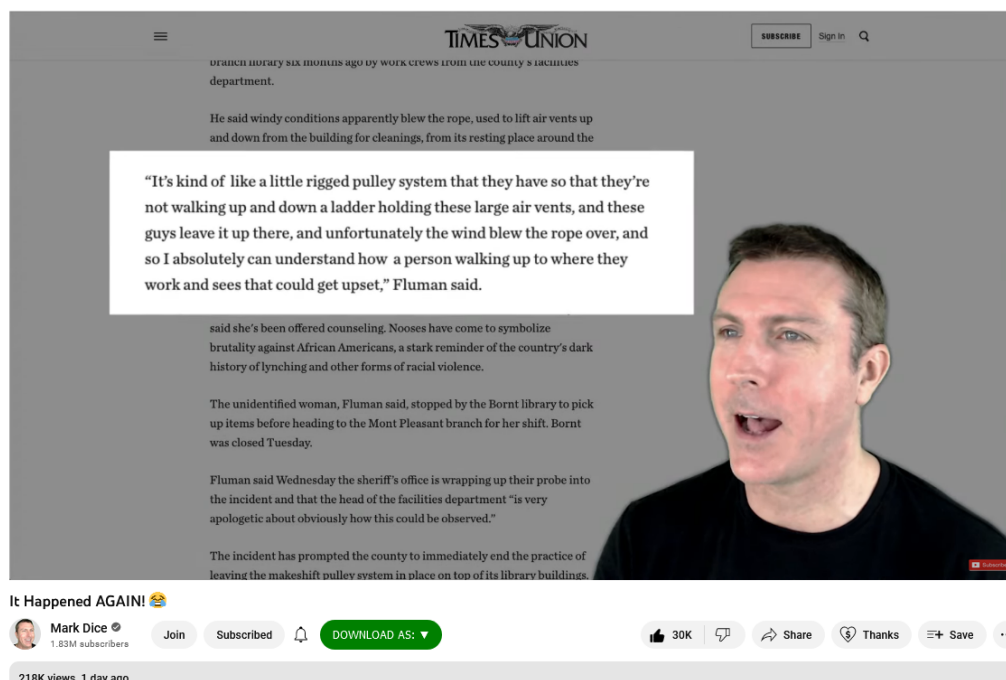 TIMES UNION
SUBSCRIBE
Sign In
branch library six months ago by work crews from the county's facilities
department.
He said windy conditions apparently blew the rope, used to lift air vents up
and down from the building for cleanings, from its resting place around the
“It's kind of like a little rigged pulley system that they have so that they're
not walking up and down a ladder holding these large air vents, and these
guys leave it up there, and unfortunately the wind blew the rope over, and
so I absolutely can understand how a person walking up to where they
work and sees that could get upset,” Fluman said.
said she's been offered counseling. Nooses have come to symbolize
brutality against African Americans, a stark reminder of the country's dark
history of lynching and other forms of racial violence.
The unidentified woman, Fluman said, stopped by the Bornt library to pick
up items before heading to the Mont Pleasant branch for her shift. Bornt
was closed Tuesday.
Fluman said Wednesday the sheriff's office is wrapping up their probe into
the incident and that the head of the facilities department “is very
apologetic about obviously how this could be observed.”
The incident has prompted the county to immediately end the practice of
leaving the makeshift pulley system in place on top of its library buildings.
Subscribe
It Happened AGAIN! 😂
Mark Dice
1.83M subscribers
Join
Subscribed
DOWNLOAD AS: ▼
30K
Share
Thanks
Save
218K views 1 day ago